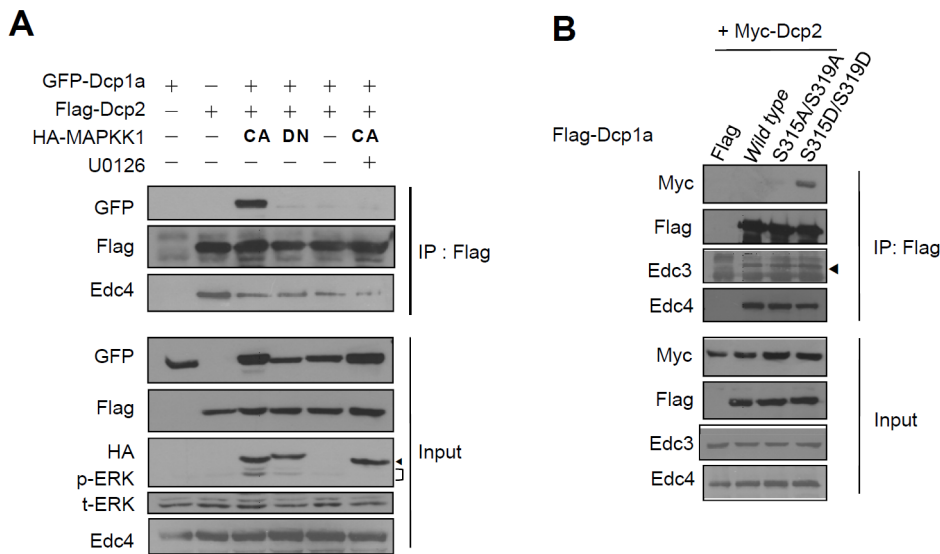 A
GFP-Dcp1a + − + + + +
Flag-Dcp2 − + + + + +
HA-MAPKK1 − − CA DN − CA
U0126 − − − − − +
GFP
Flag
Edc4
IP : Flag
GFP
Flag
HA
p-ERK
t-ERK
Edc4
Input
B
+ Myc-Dcp2
Flag-Dcp1a
Flag
Wild type
S315A/S319A
S315D/S319D
Myc
Flag
Edc3
Edc4
IP: Flag
Myc
Flag
Edc3
Edc4
Input